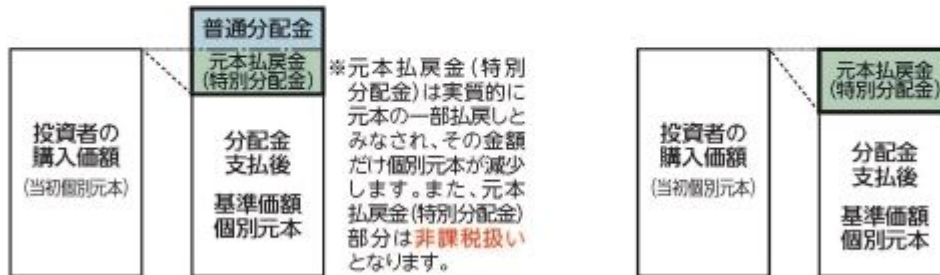 普通分配金
元本払戻金
(特別分配金)
投資者の
購入価額
(当初個別元本)
分配金
支払後
基準価額
個別元本
※元本払戻金(特別
分配金)は実質的に
元本の一部払戻しと
みなされ、その金額
だけ個別元本が減少
します。また、元本
払戻金(特別分配金)
部分は非課税扱い
となります。
投資者の
購入価額
(当初個別元本)
元本払戻金
(特別分配金)
分配金
支払後
基準価額
個別元本